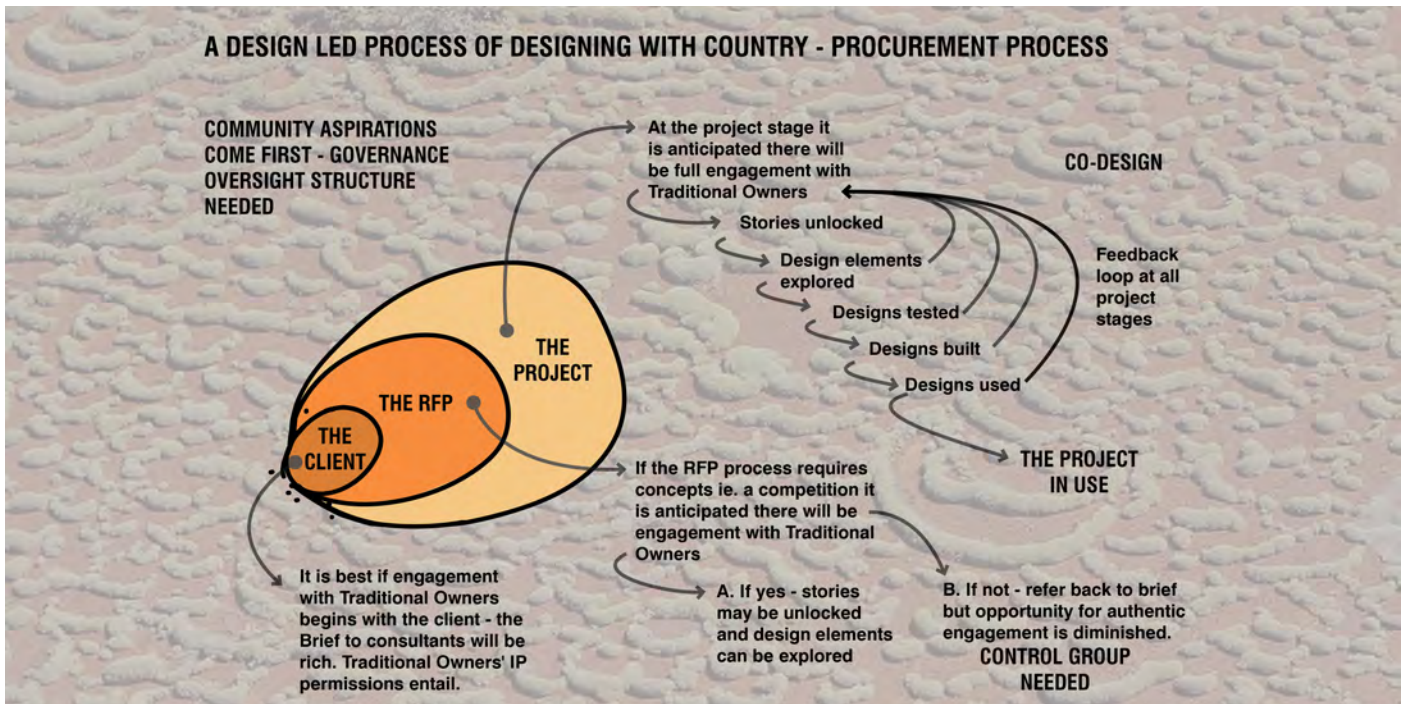 A DESIGN LED PROCESS OF DESIGNING WITH COUNTRY - PROCUREMENT PROCESS
COMMUNITY ASPIRATIONS
COME FIRST - GOVERNANCE
OVERSIGHT STRUCTURE
NEEDED
At the project stage it
is anticipated there will
be full engagement with
Traditional Owners
CO-DESIGN
Stories unlocked
Design elements
explored
Designs tested
Designs built
Designs used
Feedback
loop at all
project
stages
THE PROJECT
IN USE
THE
PROJECT
THE RFP
THE
CLIENT
If the RFP process requires
concepts ie. a competition it
is anticipated there will be
engagement with Traditional
Owners
It is best if engagement
with Traditional Owners
begins with the client - the
Brief to consultants will be
rich. Traditional Owners' IP
permissions entail.
A. If yes - stories
may be unlocked
and design elements
can be explored
B. If not - refer back to brief
but opportunity for authentic
engagement is diminished.
CONTROL GROUP
NEEDED